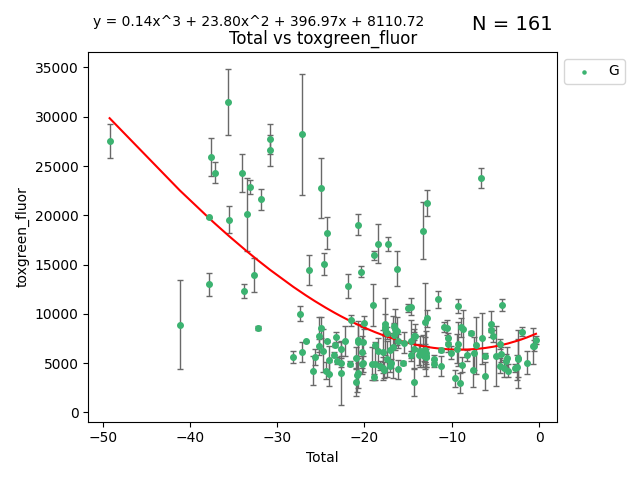 y = 0.14x^3 + 23.80x^2 + 396.97x + 8110.72
N = 161
Total vs toxgreen_fluor
G
35000
30000
25000
20000
15000
10000
5000
0
toxgreen_fluor
−50 −40 −30 −20 −10 0
Total